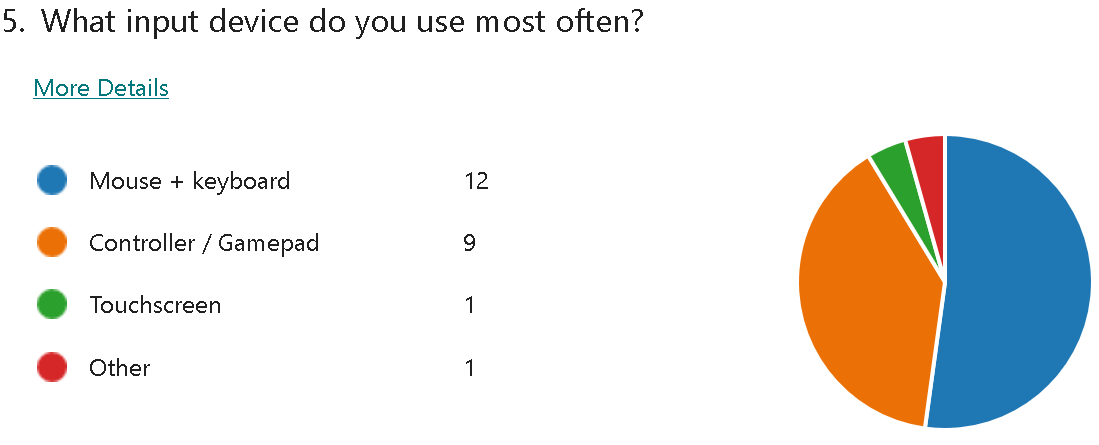 5. What input device do you use most often?
More Details
Mouse + keyboard 12
Controller / Gamepad 9
Touchscreen 1
Other 1